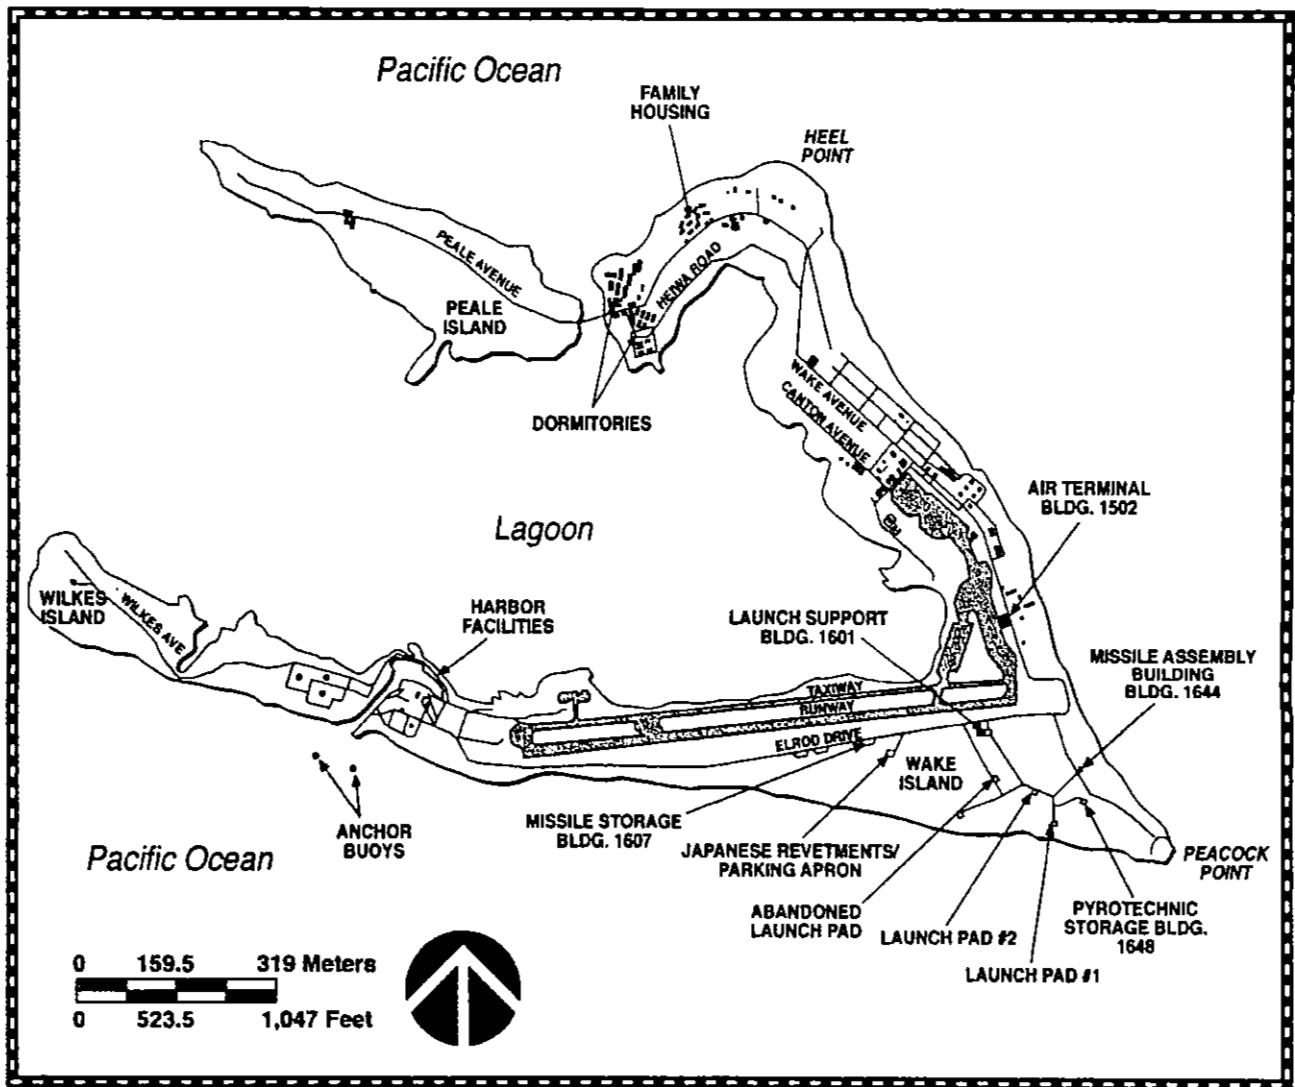 Pacific Ocean
FAMILY
HOUSING
HEEL
POINT
PEALE AVENUE
PEALE
ISLAND
HEIWA ROAD
DORMITORIES
WAKE AVENUE
CANTON AVENUE
AIR TERMINAL
BLDG. 1502
Lagoon
WILKES
ISLAND
WILKES AVE
HARBOR
FACILITIES
LAUNCH SUPPORT
BLDG. 1601
MISSILE ASSEMBLY
BUILDING
BLDG. 1644
TAXIWAY
RUNWAY
ELROD DRIVE
WAKE
ISLAND
ANCHOR
BUOYS
MISSILE STORAGE
BLDG. 1607
JAPANESE REVETMENTS/
PARKING APRON
PEACOCK
POINT
Pacific Ocean
ABANDONED
LAUNCH PAD
LAUNCH PAD #2
PYROTECHNIC
STORAGE BLDG.
1648
LAUNCH PAD #1
0 159.5 319 Meters
0 523.5 1,047 Feet